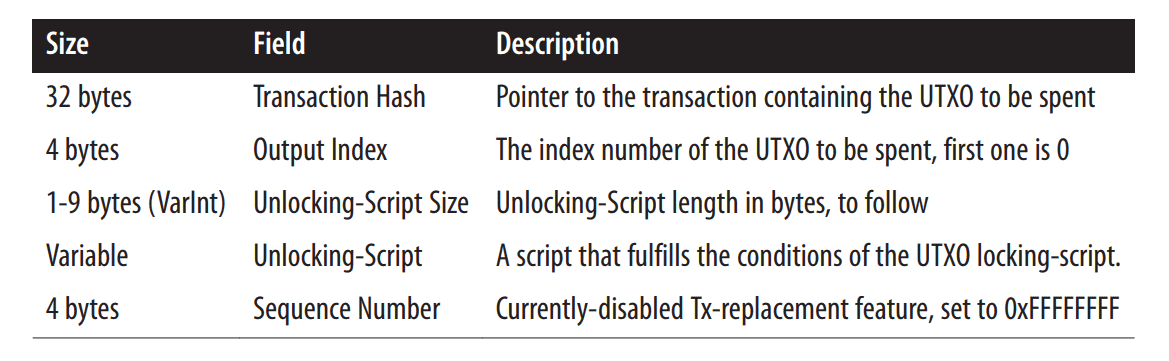 Size Field Description
32 bytes Transaction Hash Pointer to the transaction containing the UTXO to be spent
4 bytes Output Index The index number of the UTXO to be spent, first one is 0
1-9 bytes (VarInt) Unlocking-Script Size Unlocking-Script length in bytes, to follow
Variable Unlocking-Script A script that fulfills the conditions of the UTXO locking-script.
4 bytes Sequence Number Currently-disabled Tx-replacement feature, set to 0xFFFFFFFF